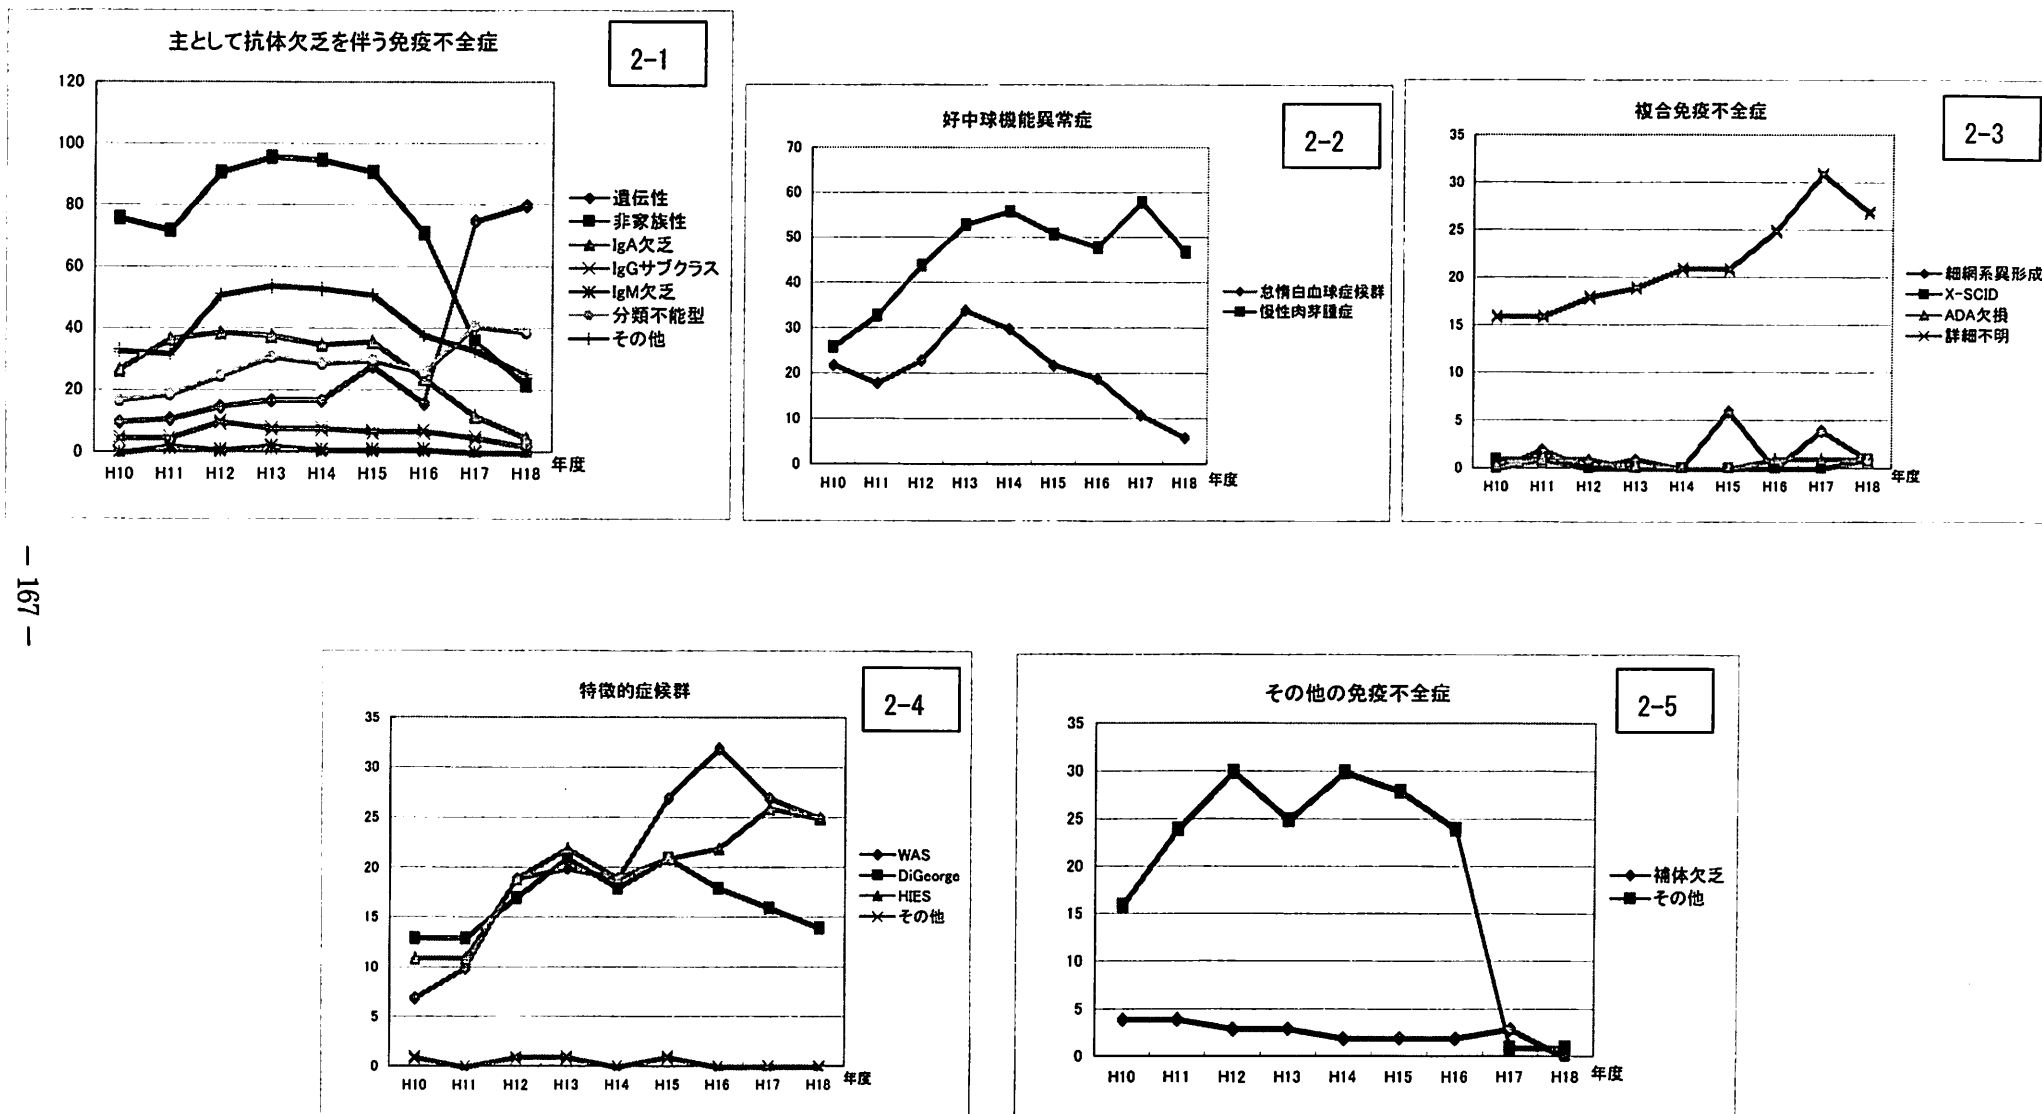 主として抗体欠乏を伴う免疫不全症
2-1
120
100
80
60
40
20
0
H10 H11 H12 H13 H14 H15 H16 H17 H18 年度
遺伝性
非家族性
IgA欠乏
IgGサブクラス
IgM欠乏
分類不能型
その他
好中球機能異常症
2-2
70
60
50
40
30
20
10
0
H10 H11 H12 H13 H14 H15 H16 H17 H18 年度
怠惰白血球症候群
慢性肉芽腫症
複合免疫不全症
2-3
35
30
25
20
15
10
5
0
H10 H11 H12 H13 H14 H15 H16 H17 H18 年度
細網系異形成
X-SCID
ADA欠損
詳細不明
― 167 ―
特徴的症候群
2-4
35
30
25
20
15
10
5
0
H10 H11 H12 H13 H14 H15 H16 H17 H18 年度
WAS
DiGeorge
HIES
その他
その他の免疫不全症
2-5
35
30
25
20
15
10
5
0
H10 H11 H12 H13 H14 H15 H16 H17 H18 年度
補体欠乏
その他